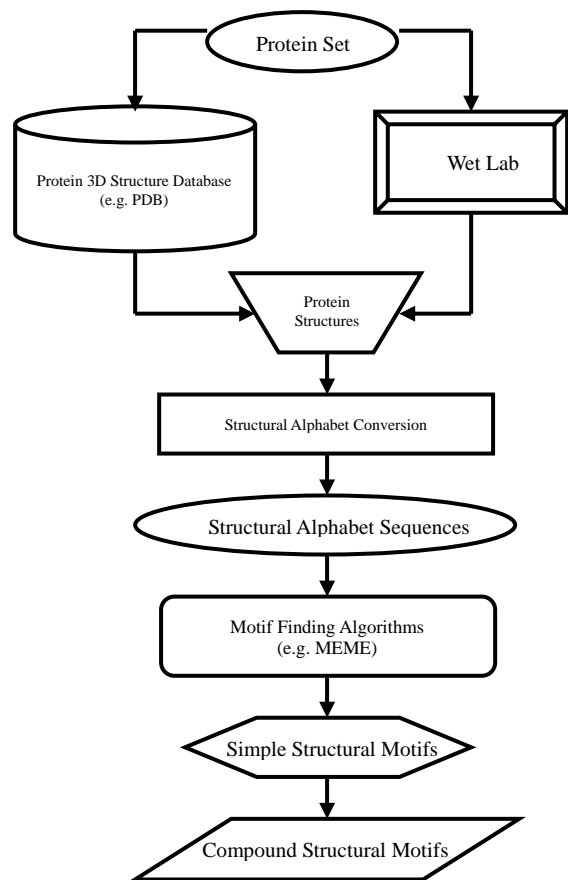 Protein Set
Protein 3D Structure Database
(e.g. PDB)
Wet Lab
Protein
Structures
Structural Alphabet Conversion
Structural Alphabet Sequences
Motif Finding Algorithms
(e.g. MEME)
Simple Structural Motifs
Compound Structural Motifs